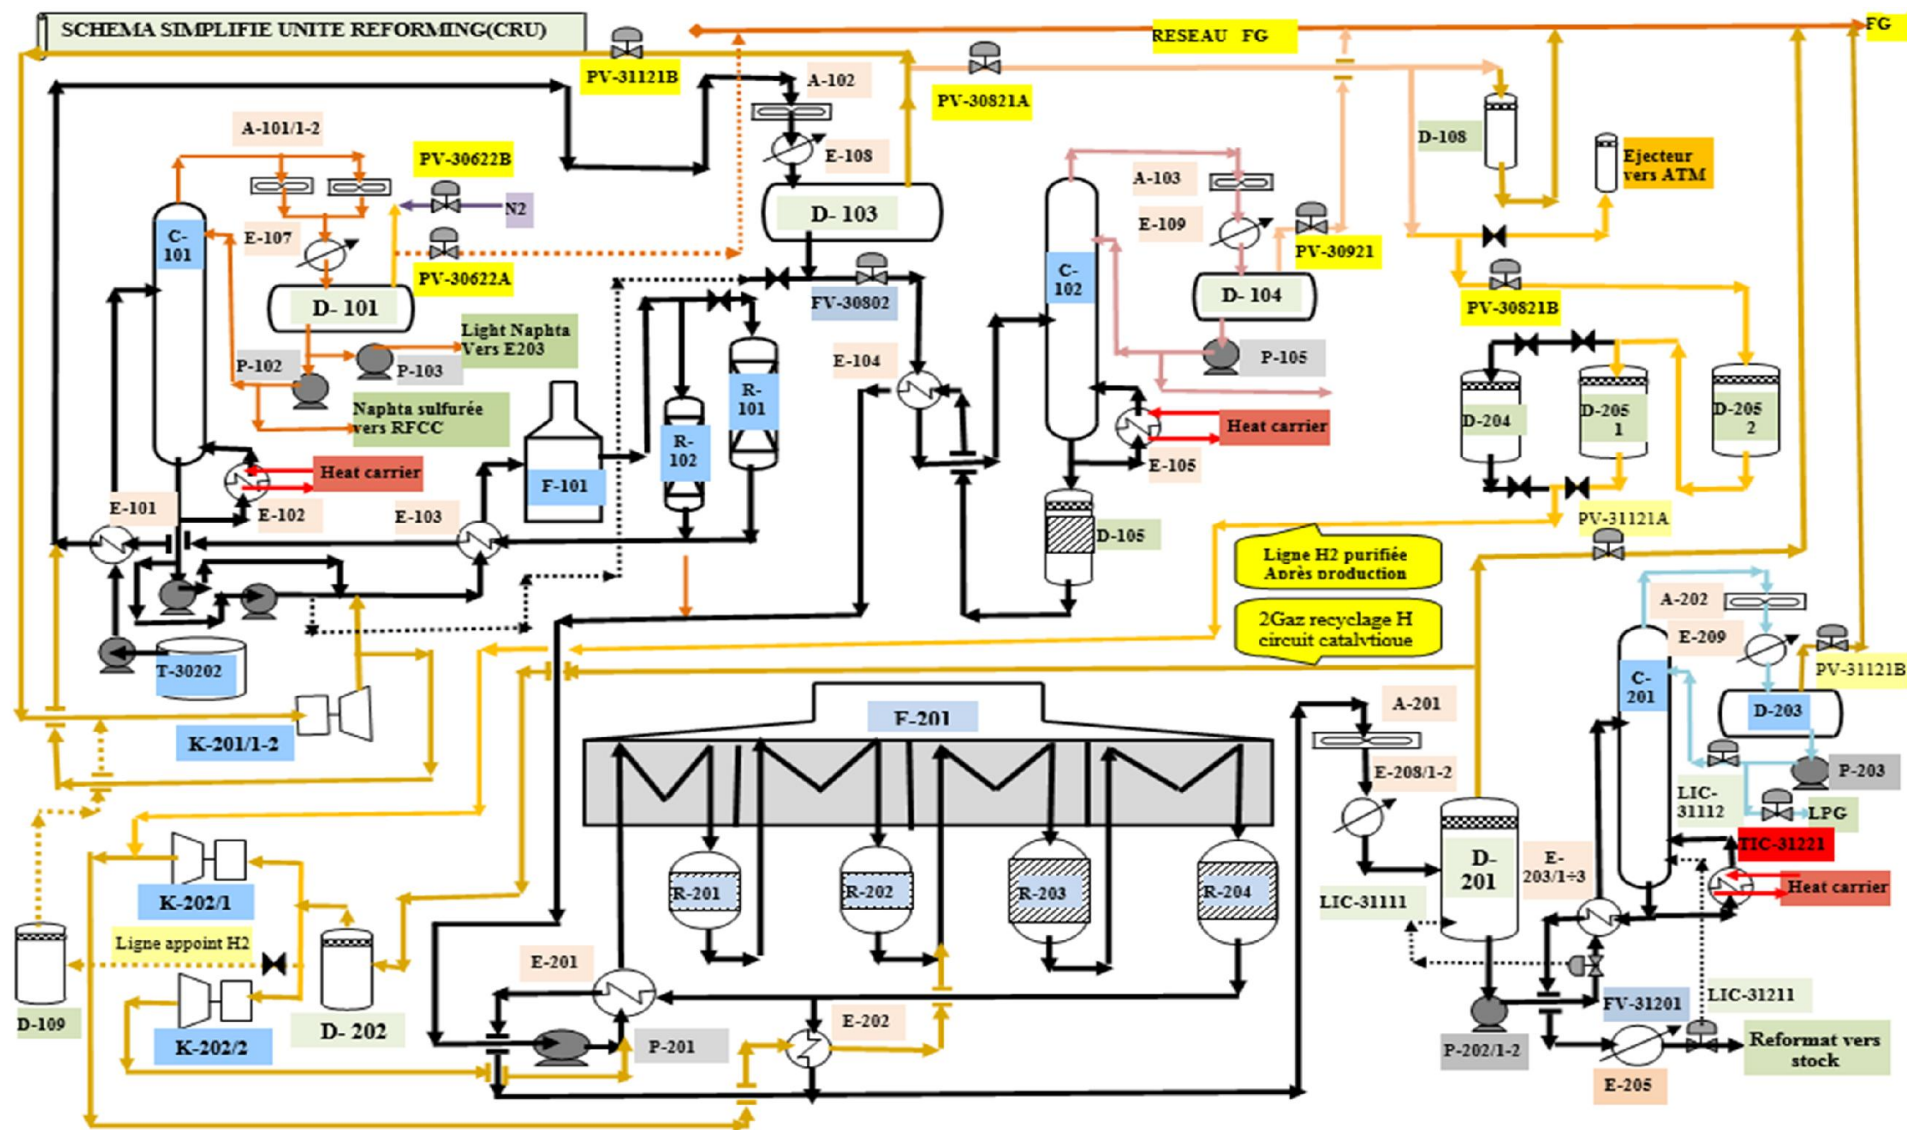 SCHEMA SIMPLIFIE UNITE REFORMING(CRU)
RESEAU FG
FG
PV-31121B
A-102
PV-30821A
A-101/1-2
PV-30622B
E-108
D-108
Ejecteur
vers ATM
A-103
N2
C-
101
E-107
D- 103
E-109
PV-30921
PV-30622A
C-
102
D- 101
FV-30802
D- 104
PV-30821B
Light Naphta
Vers E203
E-104
P-105
P-102
P-103
R-
101
D-204
D-205
1
D-205
2
Naphta sulfurée
vers RFCC
Heat carrier
R-
102
Heat carrier
F-101
E-105
E-101
E-102
E-103
PV-31121A
D-105
Ligne H2 purifiée
Après production
A-202
2Gaz recyclage H
circuit catalytique
E-209
T-30202
C-
201
PV-31121B
A-201
F-201
D-203
K-201/1-2
E-208/1-2
P-203
LIC-
31112
LPG
TIC-31221
D-
201
E-
203/1÷3
R-201
R-202
R-203
R-204
Heat carrier
K-202/1
LIC-31111
Ligne appoint H2
E-201
LIC-31211
FV-31201
D-109
D- 202
E-202
K-202/2
P-201
P-202/1-2
Reformat vers
stock
E-205